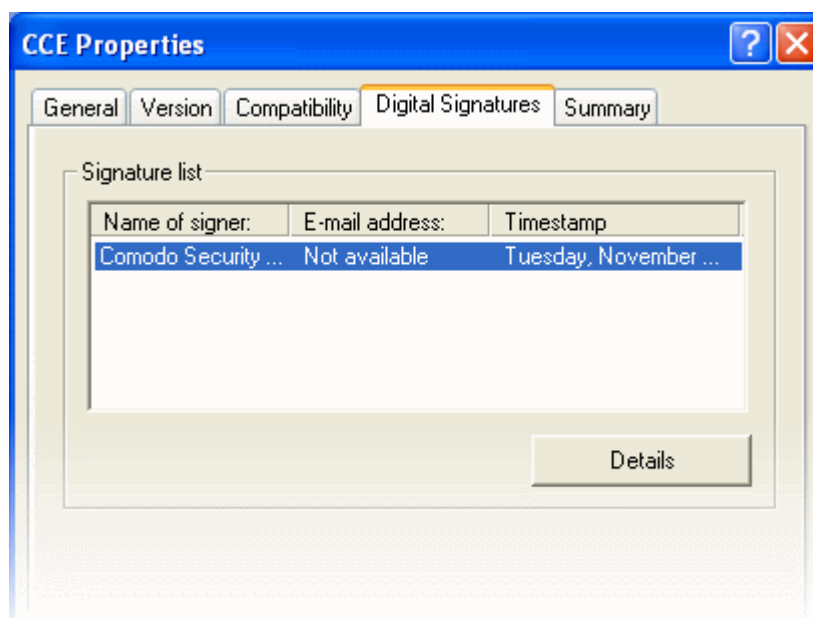 CCE Properties
?
General Version Compatibility Digital Signatures Summary
Signature list
Name of signer: E-mail address: Timestamp
Comodo Security ... Not available Tuesday, November ...
Details